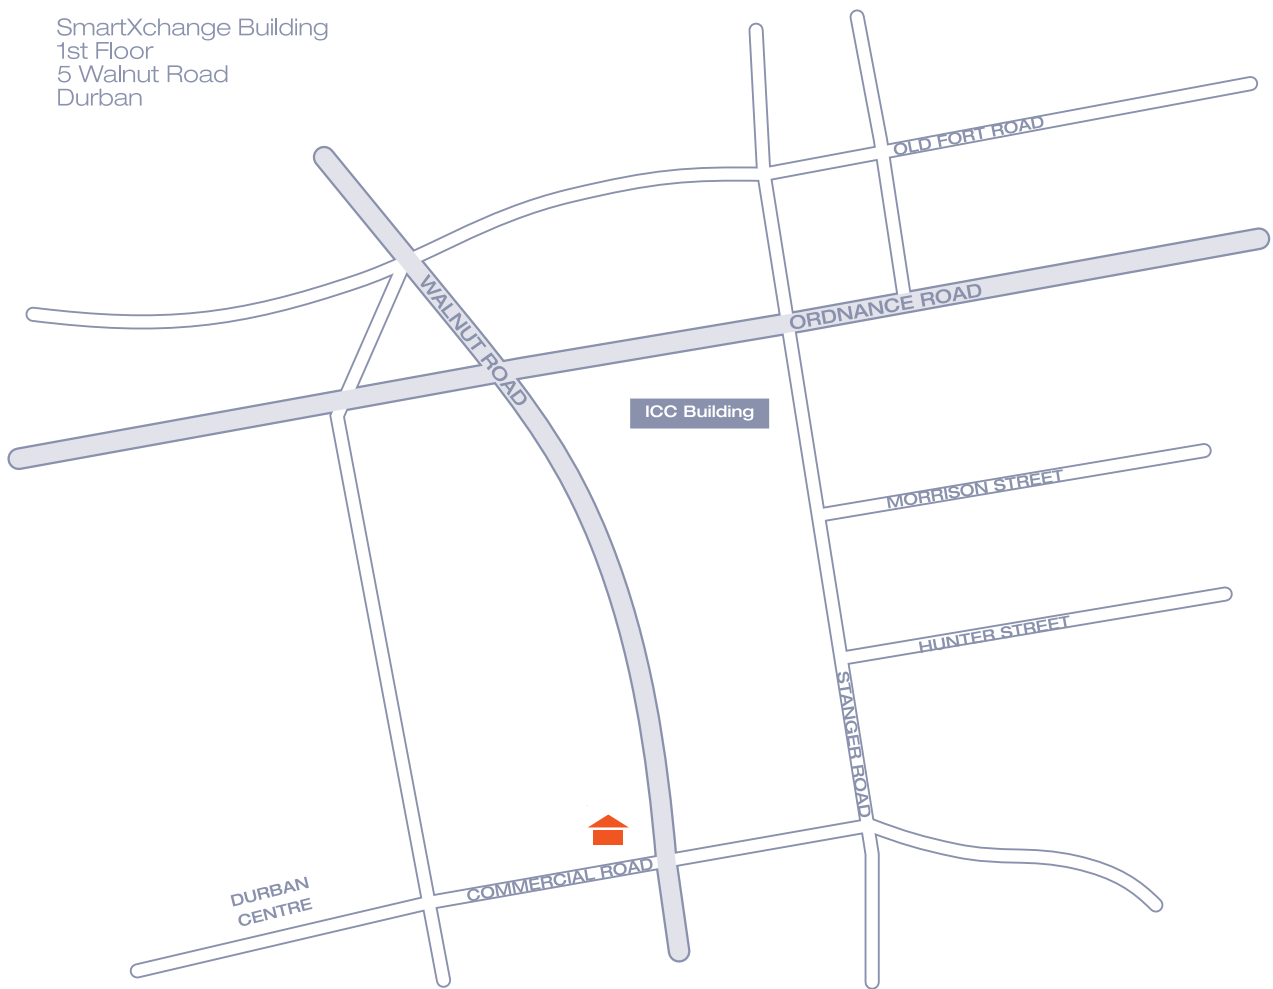 SmartXchange Building
1st Floor
5 Walnut Road
Durban
OLD FORT ROAD
WALNUT ROAD
ORDNANCE ROAD
ICC Building
MORRISON STREET
HUNTER STREET
STANGER ROAD
COMMERCIAL ROAD
DURBAN
CENTRE